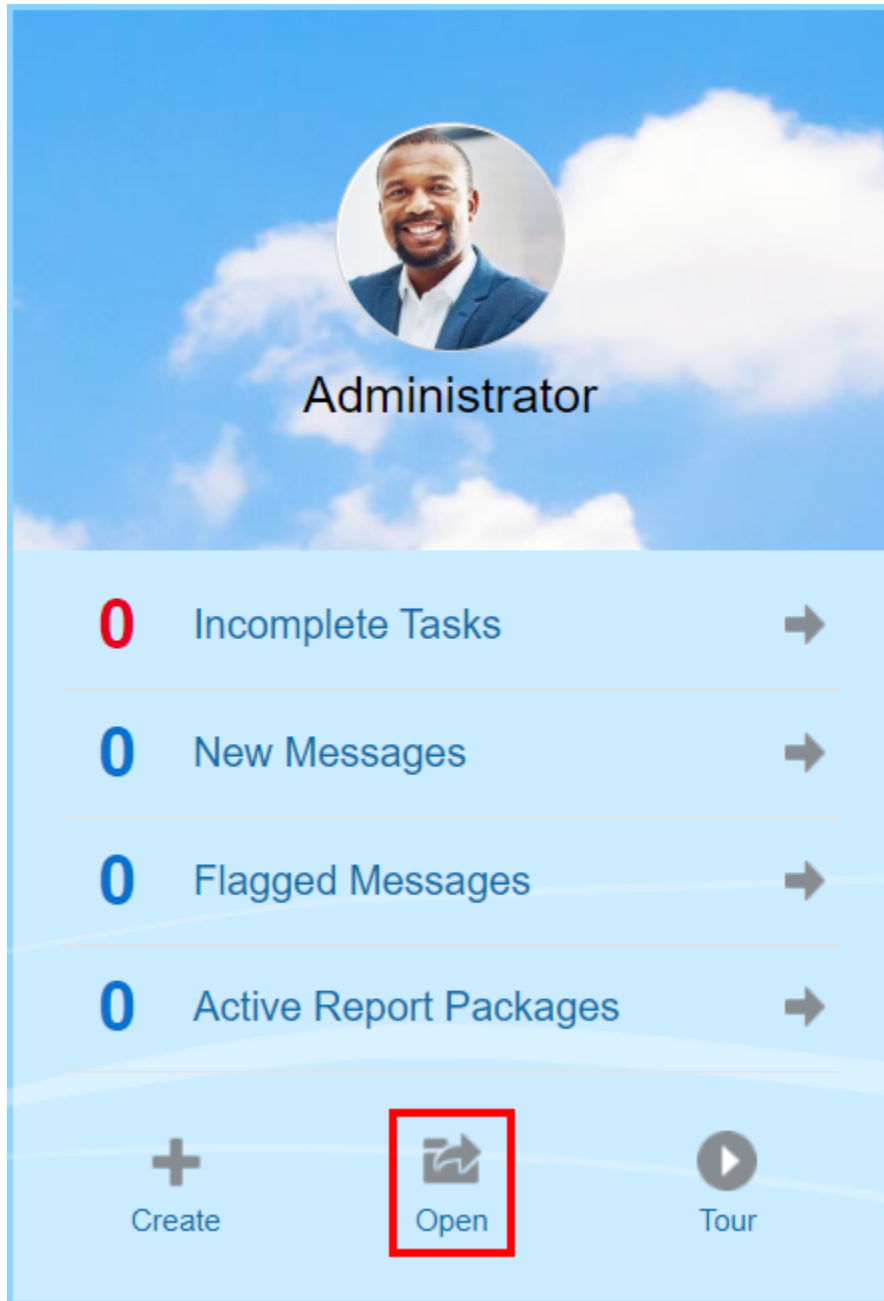 Administrator
0 Incomplete Tasks
0 New Messages
0 Flagged Messages
0 Active Report Packages
Create Open Tour